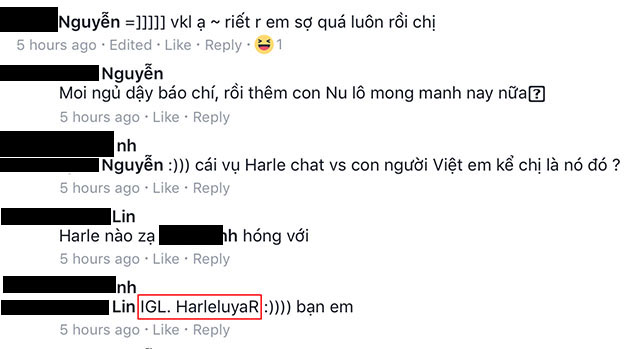 Nguyễn =]]]]] vkl ạ ~ riết r em sợ quá luôn rồi chị
5 hours ago · Edited · Like · Reply · 1
Nguyễn
Moi ngủ dậy báo chí, rồi thêm con Nu lô mong manh nay nữa
5 hours ago · Like · Reply
nh
Nguyễn :))) cái vụ Harle chat vs con người Việt em kể chị là nó đó ?
5 hours ago · Like · Reply
Lin
Harle nào zạ nh hóng với
5 hours ago · Like · Reply
nh
Lin IGL. HarleluyaR :)))) bạn em
5 hours ago · Like · Reply